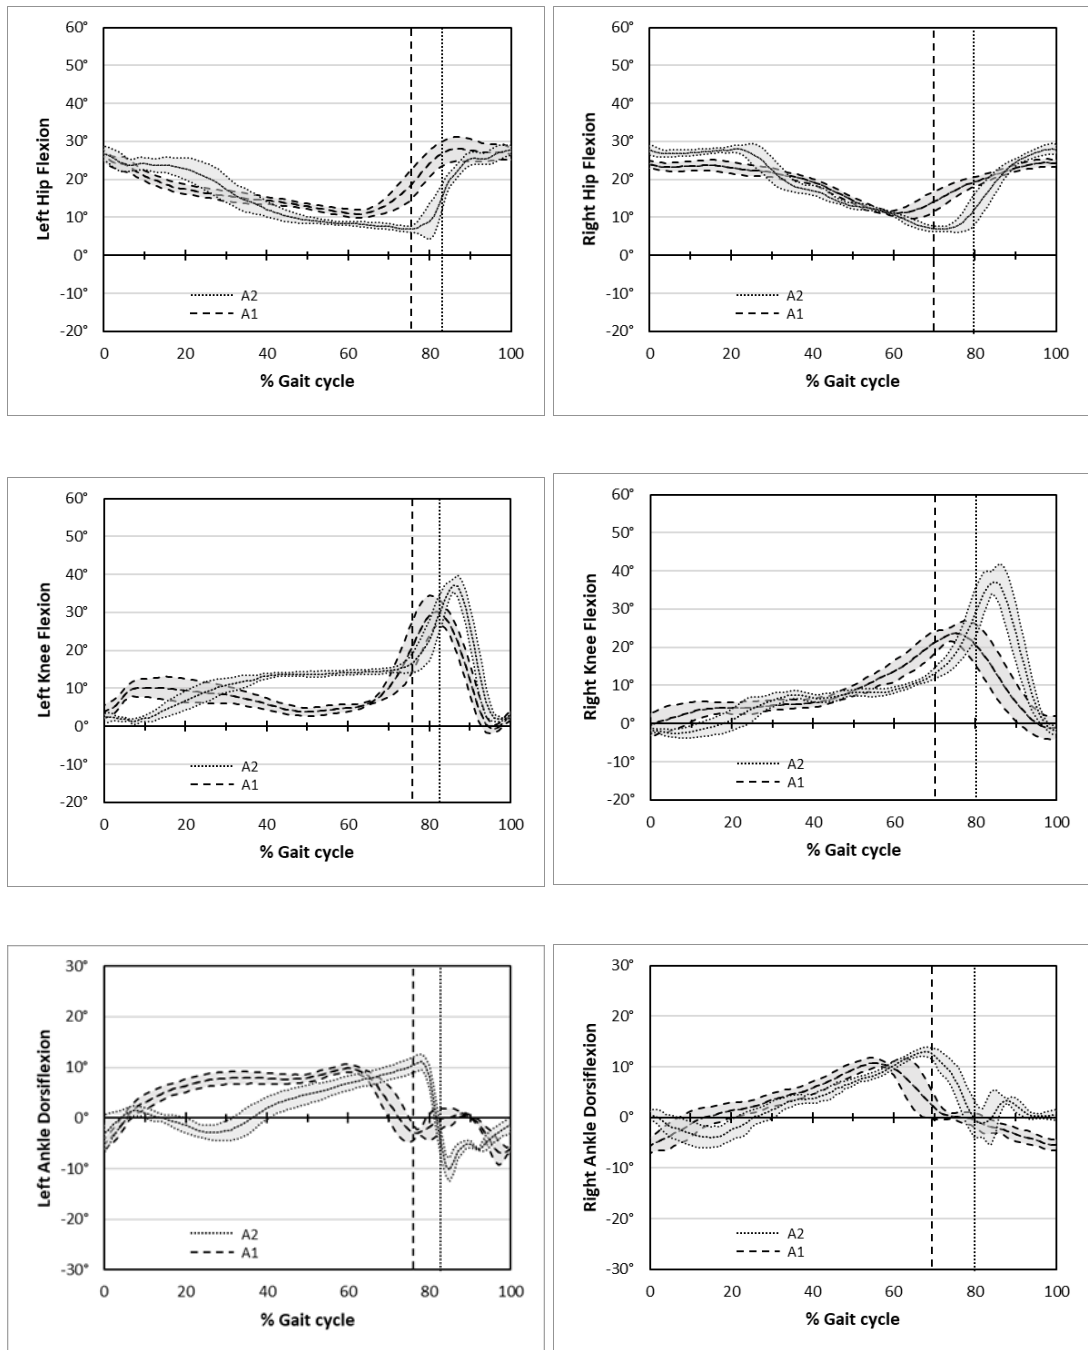 60°
50°
40°
30°
20°
10°
0°
-10°
-20°
Left Hip Flexion
A2
A1
0 20 40 60 80 100
% Gait cycle
60°
50°
40°
30°
20°
10°
0°
-10°
-20°
Right Hip Flexion
A2
A1
0 20 40 60 80 100
% Gait cycle
60°
50°
40°
30°
20°
10°
0°
-10°
-20°
Left Knee Flexion
A2
A1
0 20 40 60 80 100
% Gait cycle
60°
50°
40°
30°
20°
10°
0°
-10°
-20°
Right Knee Flexion
A2
A1
0 20 40 60 80 100
% Gait cycle
30°
20°
10°
0°
-10°
-20°
-30°
Left Ankle Dorsiflexion
A2
A1
0 20 40 60 80 100
% Gait cycle
30°
20°
10°
0°
-10°
-20°
-30°
Right Ankle Dorsiflexion
A2
A1
0 20 40 60 80 100
% Gait cycle